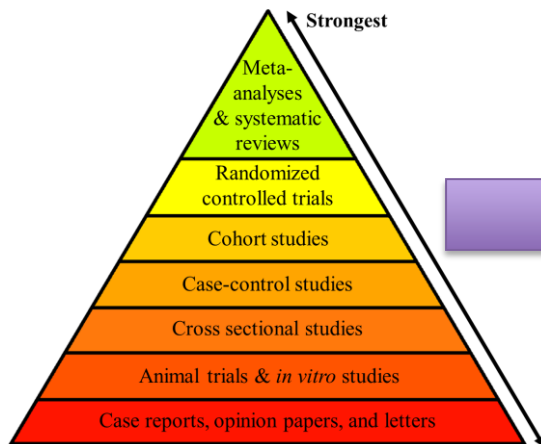 Strongest
Meta-
analyses
& systematic
reviews
Randomized
controlled trials
Cohort studies
Case-control studies
Cross sectional studies
Animal trials & in vitro studies
Case reports, opinion papers, and letters